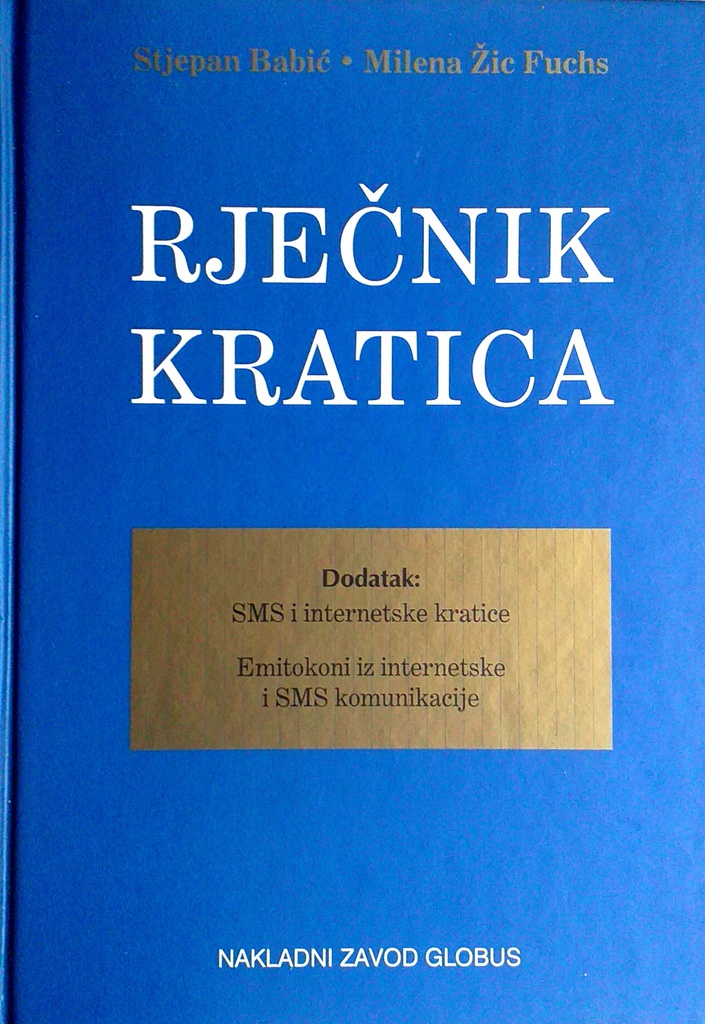 Stjepan Babić • Milena Žic Fuchs
RJEČNIK
KRATICA
Dodatak:
SMS i internetske kratice
Emitokoni iz internetske
i SMS komunikacije
NAKLADNI ZAVOD GLOBUS